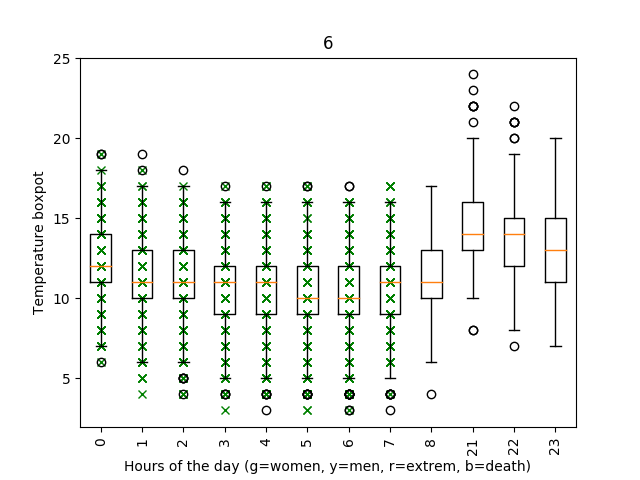 6
25
20
15
10
5
Temperature boxpot
0 1 2 3 4 5 6 7 8 21 22 23
Hours of the day (g=women, y=men, r=extrem, b=death)